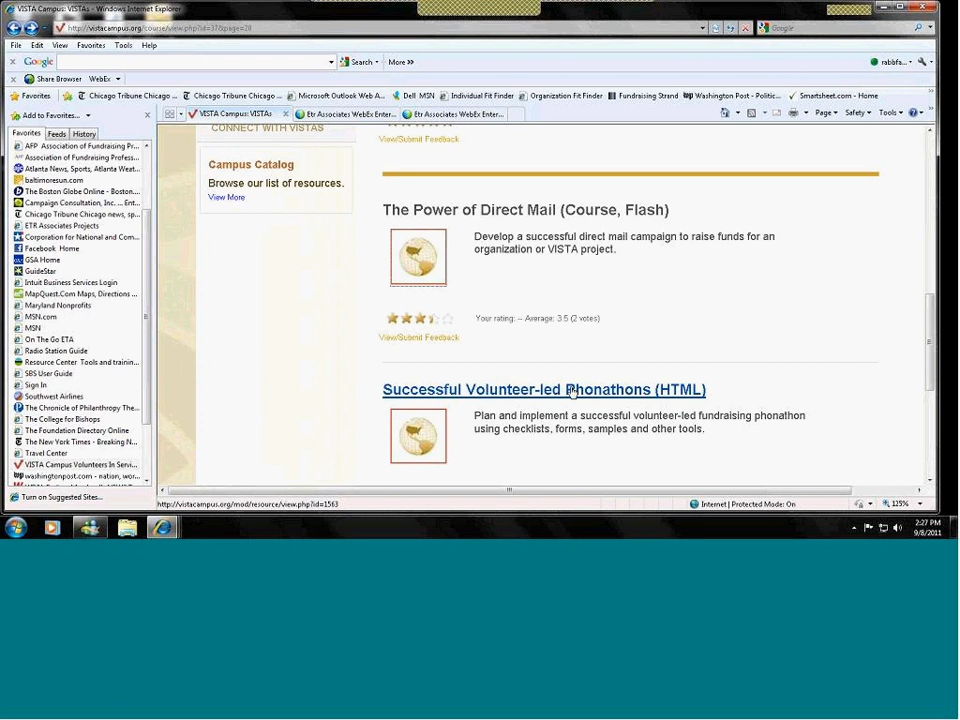 VISTA Campus: VISTAs - Windows Internet Explorer
http://vistacampus.org/course/view.php?id=37&page=20
Google
File Edit View Favorites Tools Help
Google Search More »
rabbfa...
Share Browser WebEx
Favorites Chicago Tribune Chicago ... Chicago Tribune Chicago ... Microsoft Outlook Web A... Dell MSN Individual Fit Finder Organization Fit Finder Fundraising Strand Washington Post - Politic... Smartsheet.com - Home
Add to Favorites... VISTA Campus: VISTAs Etr Associates WebEx Enter... Etr Associates WebEx Enter... Page Safety Tools
Favorites Feeds History
AFP Association of Fundraising Pr...
Association of Fundraising Profess...
Atlanta News, Sports, Atlanta Weat...
baltimoresun.com
The Boston Globe Online - Boston....
Campaign Consultation, Inc. ... Ent...
Chicago Tribune Chicago news, sp...
ETR Associates Projects
Corporation for National and Com...
Facebook Home
GSA Home
GuideStar
Intuit Business Services Login
MapQuest.Com Maps, Directions ...
Maryland Nonprofits
MSN.com
MSN
On The Go ETA
Radio Station Guide
Resource Center Tools and trainin...
SBS User Guide
Sign In
Southwest Airlines
The Chronicle of Philanthropy The...
The College for Bishops
The Foundation Directory Online
The New York Times - Breaking N...
Travel Center
VISTA Campus Volunteers In Servi...
washingtonpost.com - nation, wor...
Turn on Suggested Sites...
CONNECT WITH VISTAS
Campus Catalog
Browse our list of resources.
View More
View/Submit Feedback
The Power of Direct Mail (Course, Flash)
Develop a successful direct mail campaign to raise funds for an
organization or VISTA project.
Your rating: -- Average: 3.5 (2 votes)
View/Submit Feedback
Successful Volunteer-led Phonathons (HTML)
Plan and implement a successful volunteer-led fundraising phonathon
using checklists, forms, samples and other tools.
http://vistacampus.org/mod/resource/view.php?id=1563
Internet | Protected Mode: On
125%
2:27 PM
9/8/2011